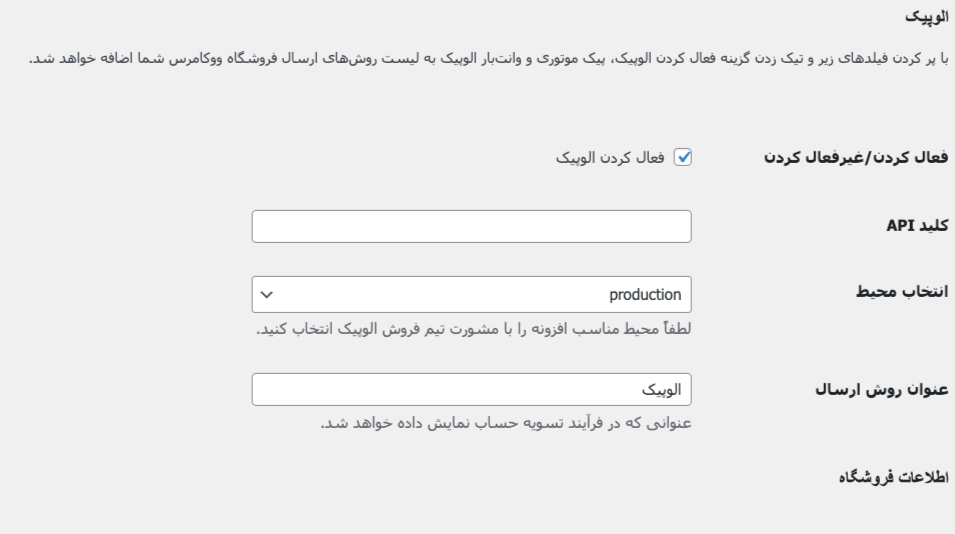 الوپیک
با پر کردن فیلدهای زیر و تیک زدن گزینه فعال کردن الوپیک، پیک موتوری و وانت‌بار الوپیک به لیست روش‌های ارسال فروشگاه ووکامرس شما اضافه خواهد شد.
فعال کردن/غیرفعال کردن
فعال کردن الوپیک
کلید API
انتخاب محیط
production
لطفاً محیط مناسب افزونه را با مشورت تیم فروش الوپیک انتخاب کنید.
عنوان روش ارسال
الوپیک
عنوانی که در فرآیند تسویه حساب نمایش داده خواهد شد.
اطلاعات فروشگاه